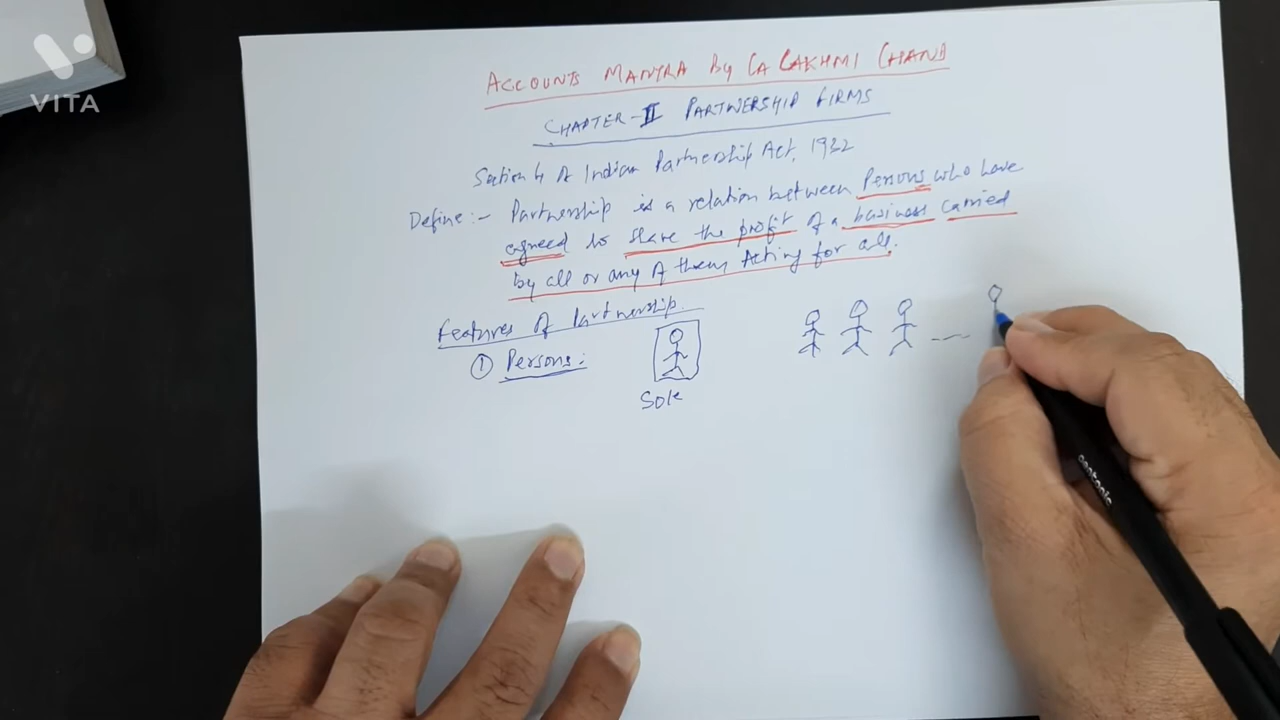 VITA
ACCOUNTS MANTRA By CA LAKHMI CHAND
CHAPTER-II PARTNERSHIP FIRMS
Section 4 of Indian Partnership Act, 1932
Define:- Partnership is a relation between Persons who have
agreed to share the profit of a business carried
by all or any of them Acting for all.
Features of Partnership.
① Persons:
Sole